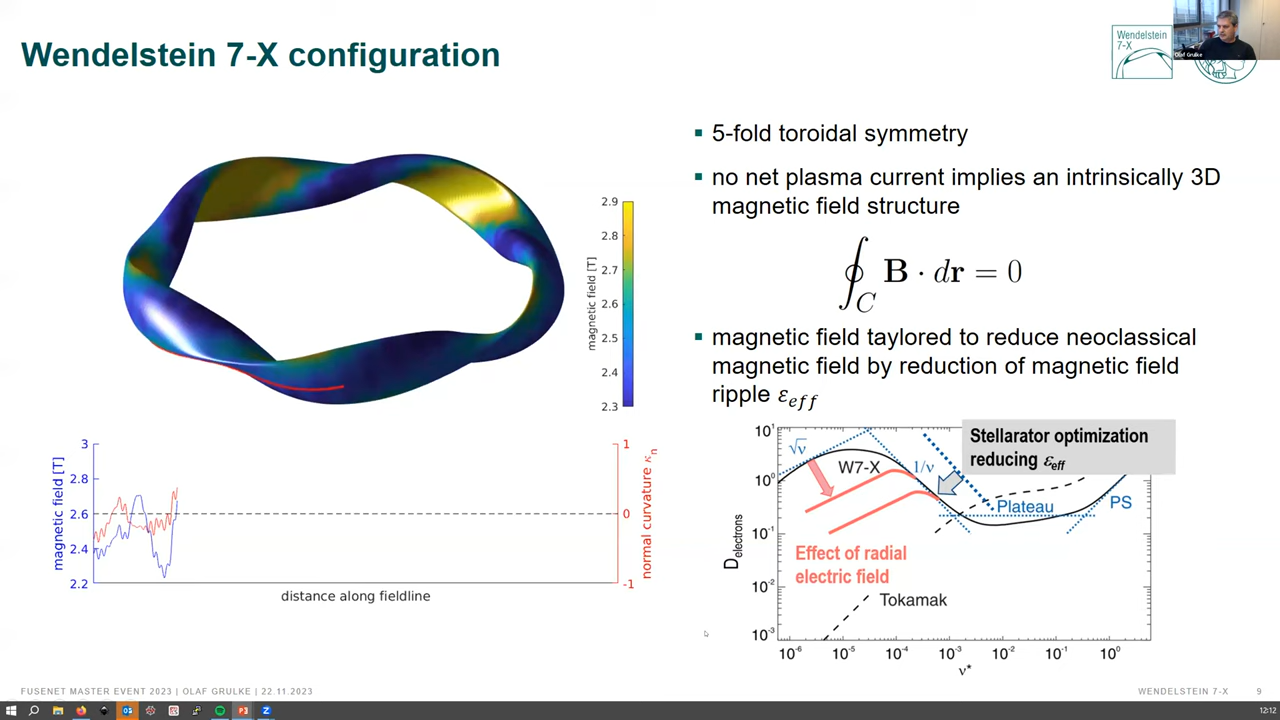 Wendelstein 7-X configuration
Wendelstein
7-X
Olaf Grulke
▪ 5-fold toroidal symmetry
▪ no net plasma current implies an intrinsically 3D
magnetic field structure
∮_C B · dr = 0
▪ magnetic field taylored to reduce neoclassical
magnetic field by reduction of magnetic field
ripple ε_eff
2.9
2.8
2.7
2.6
2.5
2.4
2.3
magnetic field [T]
3
2.8
2.6
2.4
2.2
magnetic field [T]
1
0
-1
normal curvature κ_n
distance along fieldline
Stellarator optimization
reducing ε_eff
√ν
W7-X
1/ν
Plateau
PS
Effect of radial
electric field
Tokamak
10^1
10^0
10^-1
10^-2
10^-3
D_electrons
10^-6
10^-5
10^-4
10^-3
10^-2
10^-1
10^0
ν*
FUSENET MASTER EVENT 2023 | OLAF GRULKE | 22.11.2023
WENDELSTEIN 7-X
9
12:12